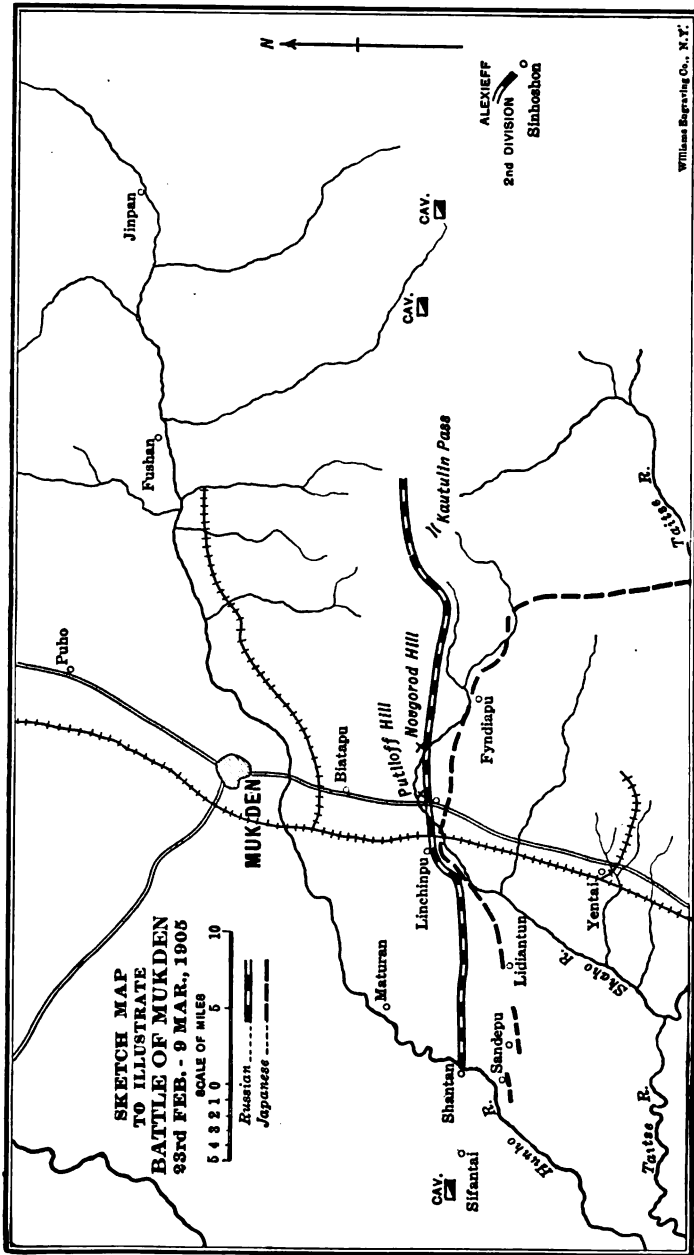 SKETCH MAP
TO ILLUSTRATE
BATTLE OF MUKDEN
23rd FEB. - 9 MAR., 1905
SCALE OF MILES
5 4 3 2 1 0 5 10
Russian
Japanese
N
Puho
MUKDEN
Fushan
Jinpan
Biatapu
Maturan
Linchinpu
Putiloff Hill
Novgorod Hill
Kautulin Pass
CAV.
CAV.
ALEXIEFF
2nd DIVISION
Sinhoshon
Shantan
CAV.
Sifantai
Hunho R.
Sandepu
Lidiantun
Shaho R.
Fyndiapu
Yentai
Taitse R.
Taitse R.
Williams Engraving Co., N.Y.